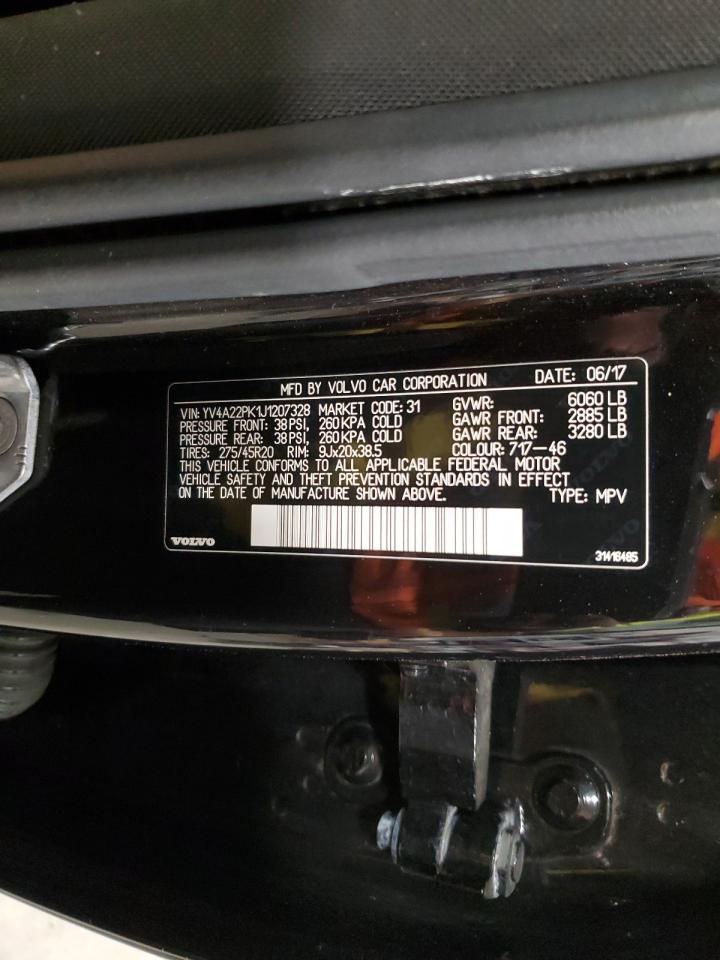 MFD BY VOLVO CAR CORPORATION DATE: 06/17
VIN: YV4A22PK1J1207328 MARKET CODE: 31 GVWR: 6060 LB
PRESSURE FRONT: 38 PSI, 260 KPA COLD GAWR FRONT: 2885 LB
PRESSURE REAR: 38 PSI, 260 KPA COLD GAWR REAR: 3280 LB
TIRES: 275/45R20 RIM: 9Jx20x38.5 COLOUR: 717-46
THIS VEHICLE CONFORMS TO ALL APPLICABLE FEDERAL MOTOR
VEHICLE SAFETY AND THEFT PREVENTION STANDARDS IN EFFECT
ON THE DATE OF MANUFACTURE SHOWN ABOVE. TYPE: MPV
VOLVO 31416485